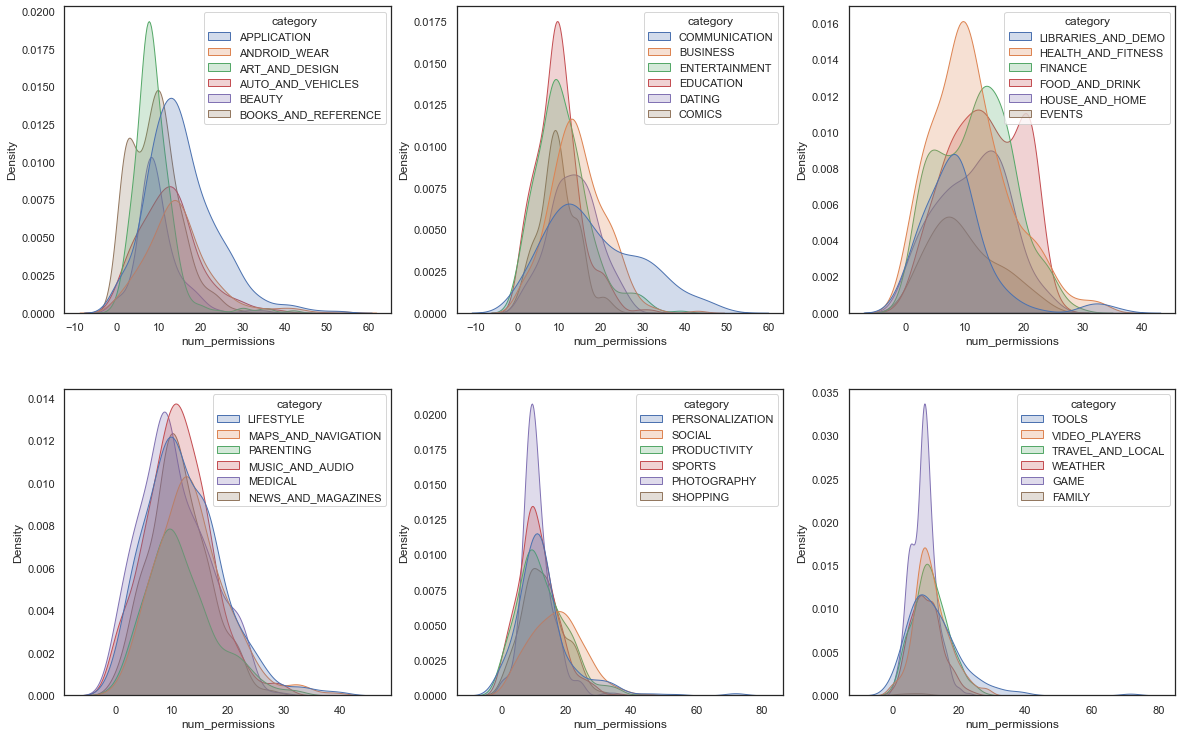 category
APPLICATION
ANDROID_WEAR
ART_AND_DESIGN
AUTO_AND_VEHICLES
BEAUTY
BOOKS_AND_REFERENCE
0.0200
0.0175
0.0150
0.0125
0.0100
0.0075
0.0050
0.0025
0.0000
Density
−10 0 10 20 30 40 50 60
num_permissions
category
COMMUNICATION
BUSINESS
ENTERTAINMENT
EDUCATION
DATING
COMICS
0.0175
0.0150
0.0125
0.0100
0.0075
0.0050
0.0025
0.0000
Density
−10 0 10 20 30 40 50 60
num_permissions
category
LIBRARIES_AND_DEMO
HEALTH_AND_FITNESS
FINANCE
FOOD_AND_DRINK
HOUSE_AND_HOME
EVENTS
0.016
0.014
0.012
0.010
0.008
0.006
0.004
0.002
0.000
Density
0 10 20 30 40
num_permissions
category
LIFESTYLE
MAPS_AND_NAVIGATION
PARENTING
MUSIC_AND_AUDIO
MEDICAL
NEWS_AND_MAGAZINES
0.014
0.012
0.010
0.008
0.006
0.004
0.002
0.000
Density
0 10 20 30 40
num_permissions
category
PERSONALIZATION
SOCIAL
PRODUCTIVITY
SPORTS
PHOTOGRAPHY
SHOPPING
0.0200
0.0175
0.0150
0.0125
0.0100
0.0075
0.0050
0.0025
0.0000
Density
0 20 40 60 80
num_permissions
category
TOOLS
VIDEO_PLAYERS
TRAVEL_AND_LOCAL
WEATHER
GAME
FAMILY
0.035
0.030
0.025
0.020
0.015
0.010
0.005
0.000
Density
0 20 40 60 80
num_permissions